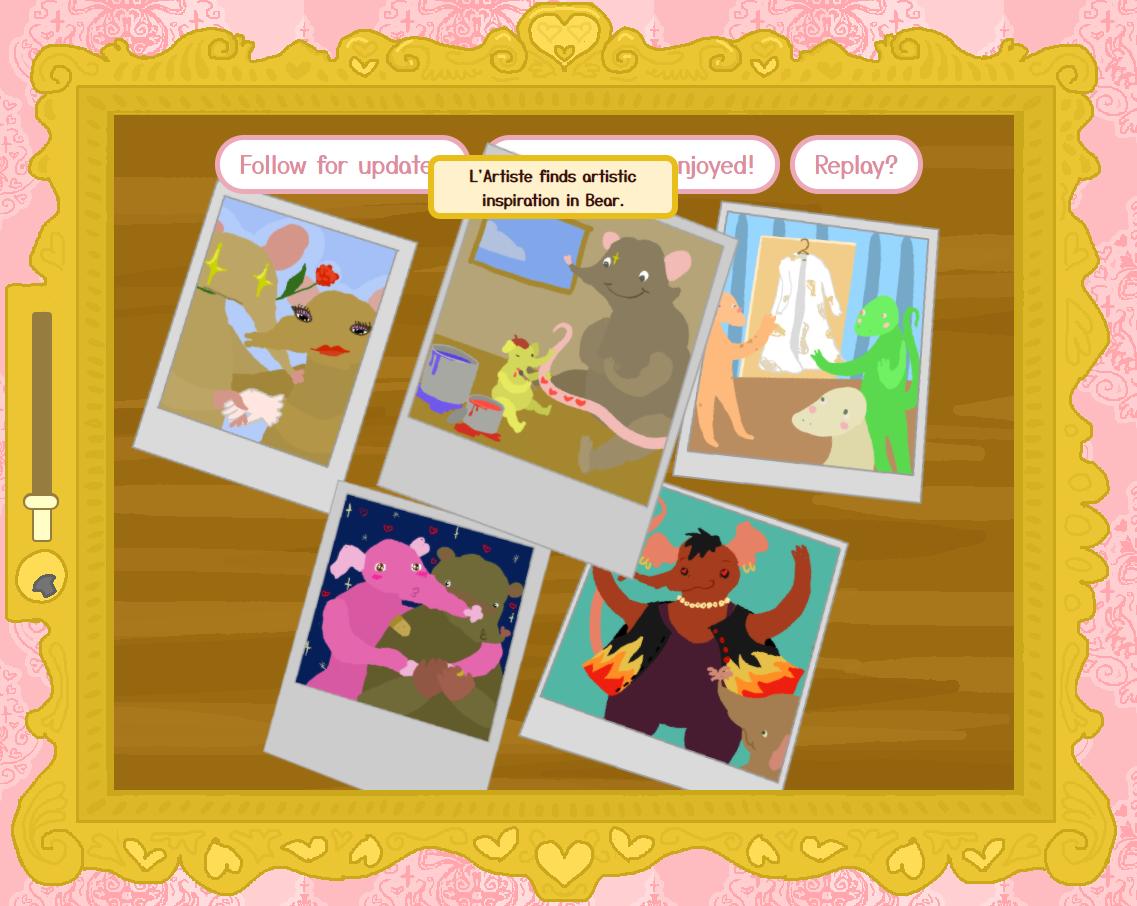 Follow for update
njoyed!
Replay?
L'Artiste finds artistic
inspiration in Bear.